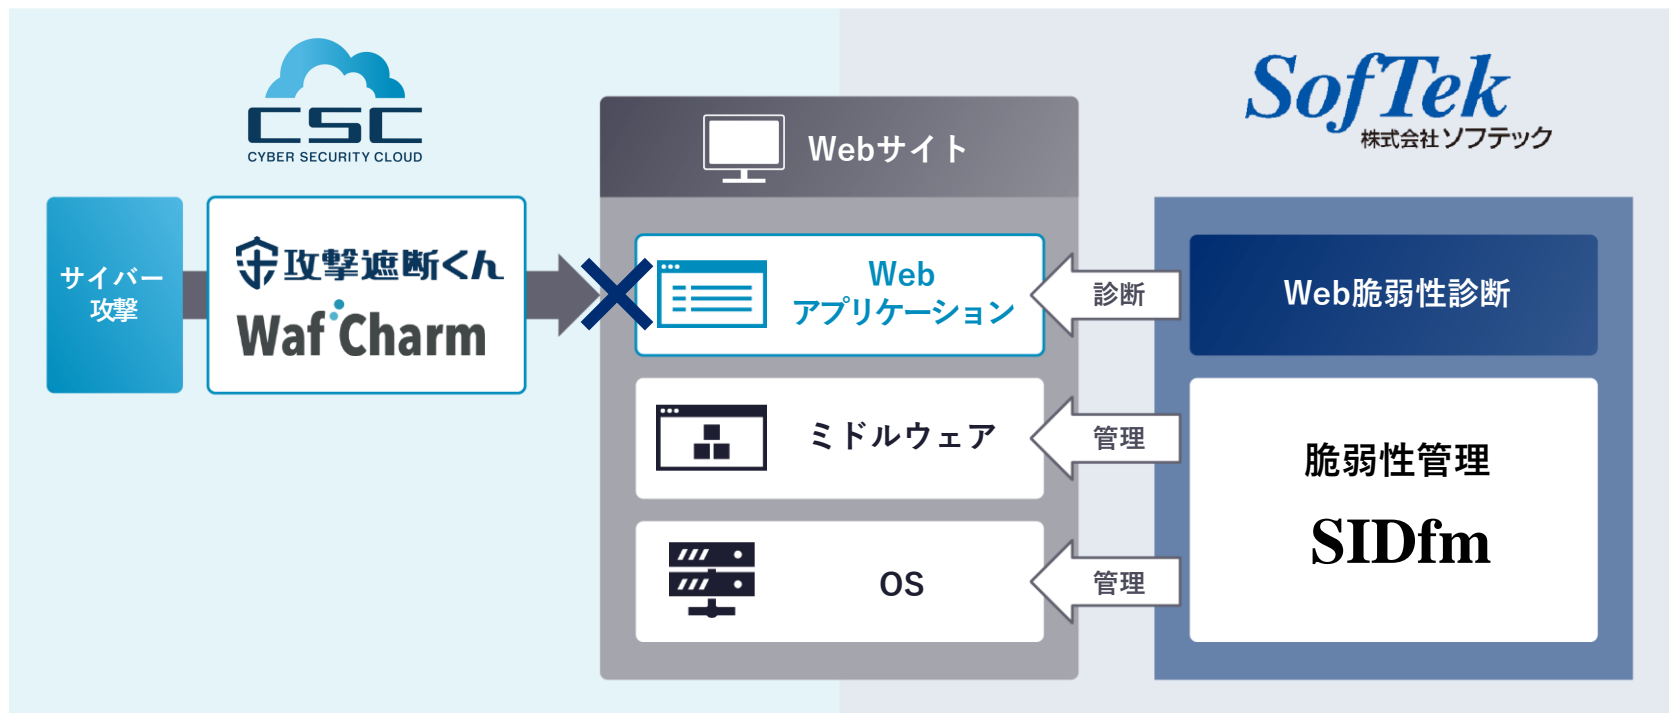 CSC
CYBER SECURITY CLOUD
サイバー
攻撃
攻撃遮断くん
WafCharm
Webサイト
Web
アプリケーション
ミドルウェア
OS
SofTek
株式会社ソフテック
診断
管理
管理
Web脆弱性診断
脆弱性管理
SIDfm